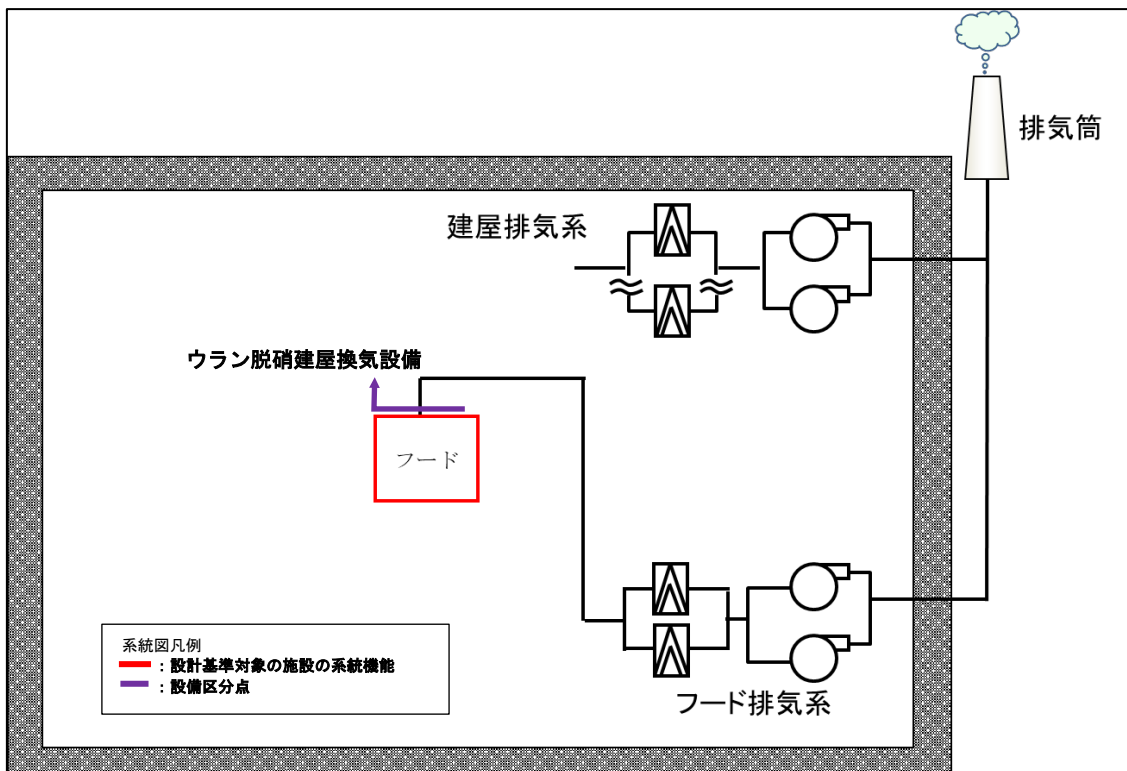 排気筒
建屋排気系
ウラン脱硝建屋換気設備
フード
系統図凡例
：設計基準対象の施設の系統機能
：設備区分点
フード排気系